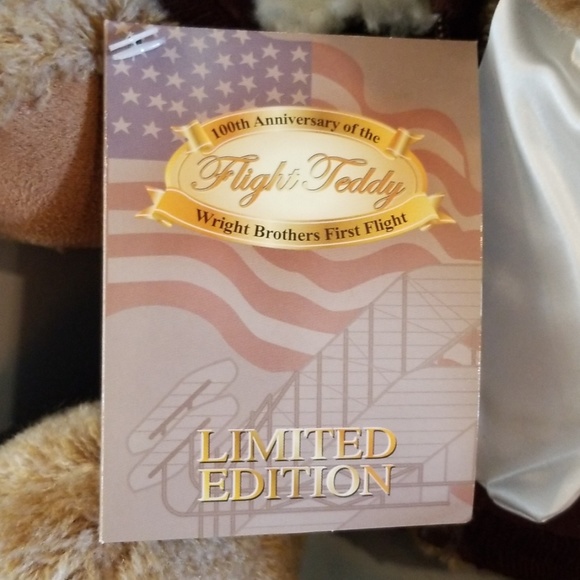 100th Anniversary of the
Flight Teddy
Wright Brothers First Flight
LIMITED
EDITION